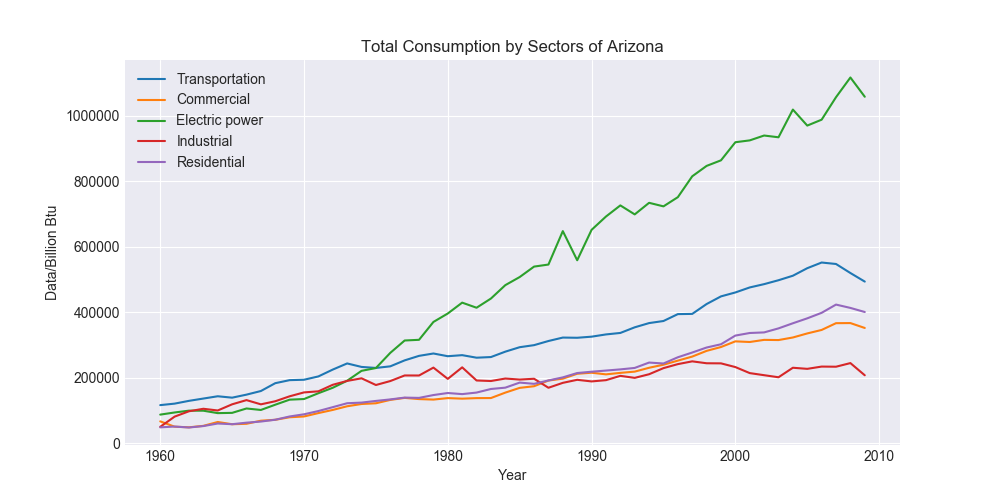 Total Consumption by Sectors of Arizona
Transportation
Commercial
Electric power
Industrial
Residential
Data/Billion Btu
1000000
800000
600000
400000
200000
0
1960 1970 1980 1990 2000 2010
Year